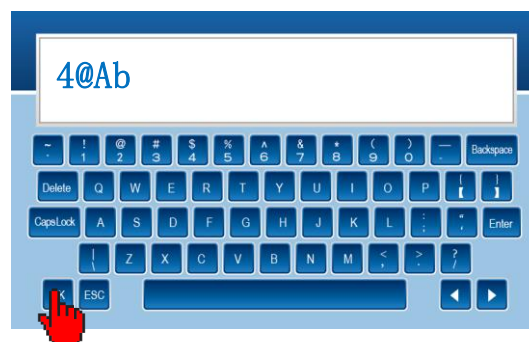 4@Ab
~ ! @ # $ % ^ & * ( ) —
· 1 2 3 4 5 6 7 8 9 0 . Backspace
Delete Q W E R T Y U I O P { }
[ ]
CapsLock A S D F G H J K L : " Enter
; '
| Z X C V B N M < > ?
\ , . /
K ESC